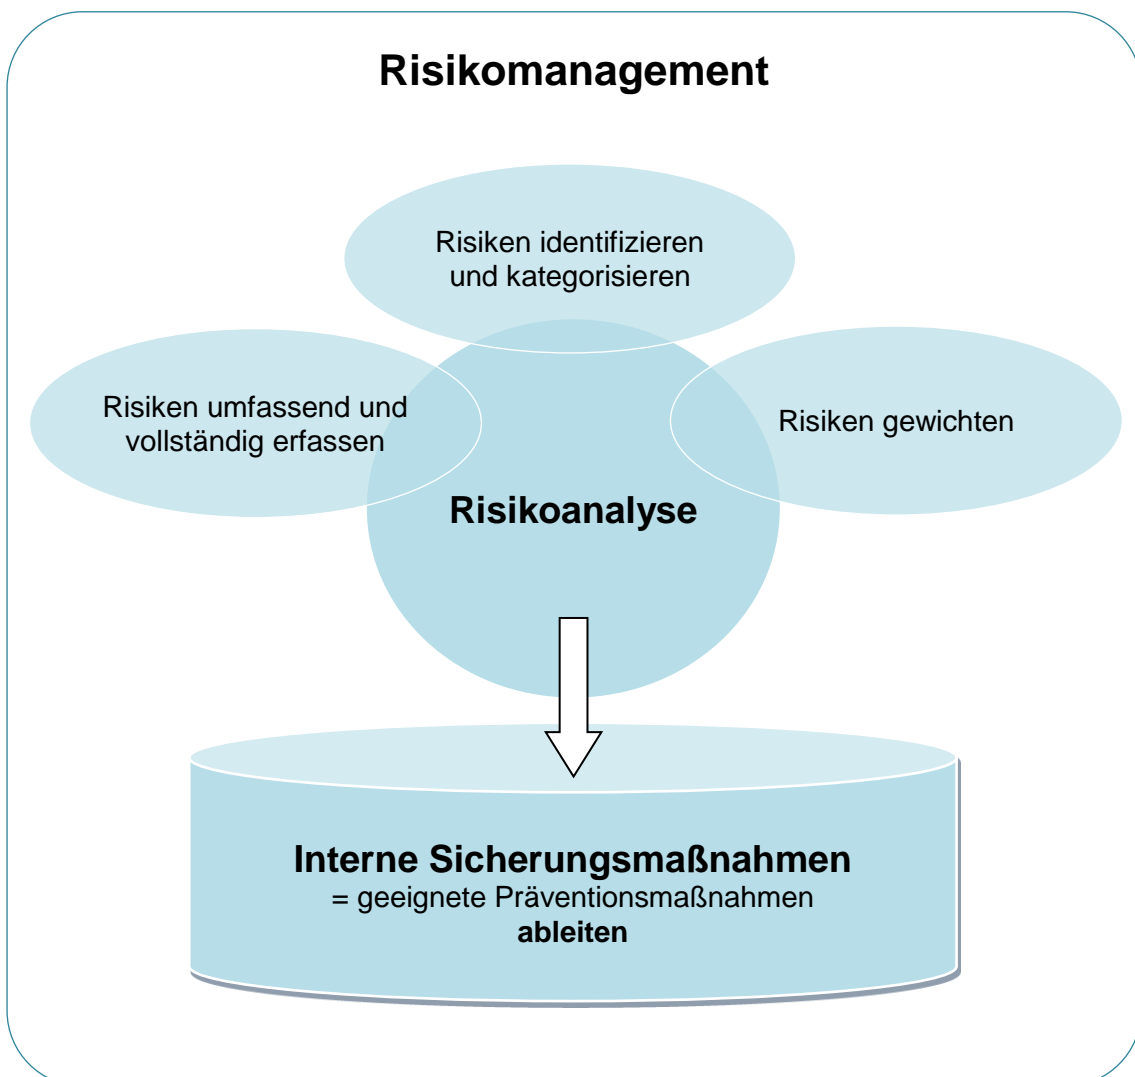 Risikomanagement
Risiken identifizieren
und kategorisieren
Risiken umfassend und
vollständig erfassen
Risiken gewichten
Risikoanalyse
Interne Sicherungsmaßnahmen
= geeignete Präventionsmaßnahmen
ableiten